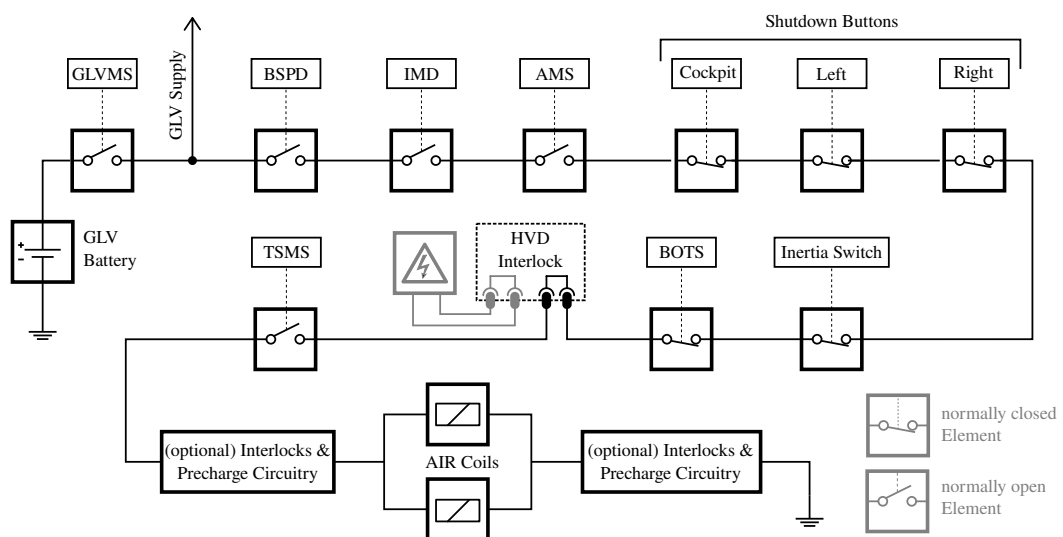 Shutdown Buttons
GLVMS
GLV Supply
BSPD
IMD
AMS
Cockpit
Left
Right
+
-
GLV
Battery
TSMS
HVD
Interlock
BOTS
Inertia Switch
(optional) Interlocks &
Precharge Circuitry
AIR Coils
(optional) Interlocks &
Precharge Circuitry
normally closed
Element
normally open
Element